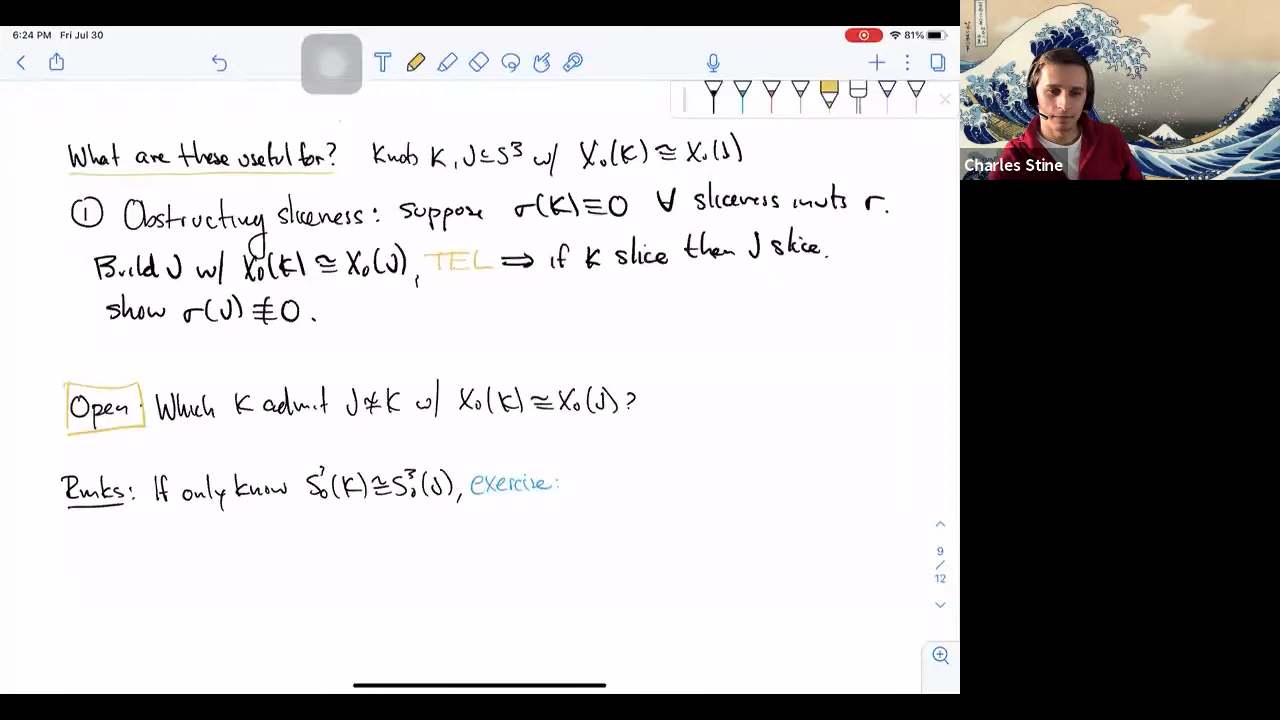 6:24 PM Fri Jul 30
81%
What are these useful for? Knots K, J ⊆ S³ w/ X₀(K) ≅ X₀(J)
① Obstructing sliceness: suppose σ(K) ≡ 0 ∀ sliceness invts σ.
Build J w/ X₀(K) ≅ X₀(J), TEL ⇒ if K slice then J slice.
show σ(J) ≢ 0.
Open: Which K admit J ≄ K w/ X₀(K) ≅ X₀(J)?
Rmks: If only know S³₀(K) ≅ S³₀(J), exercise:
9
/
12
Charles Stine